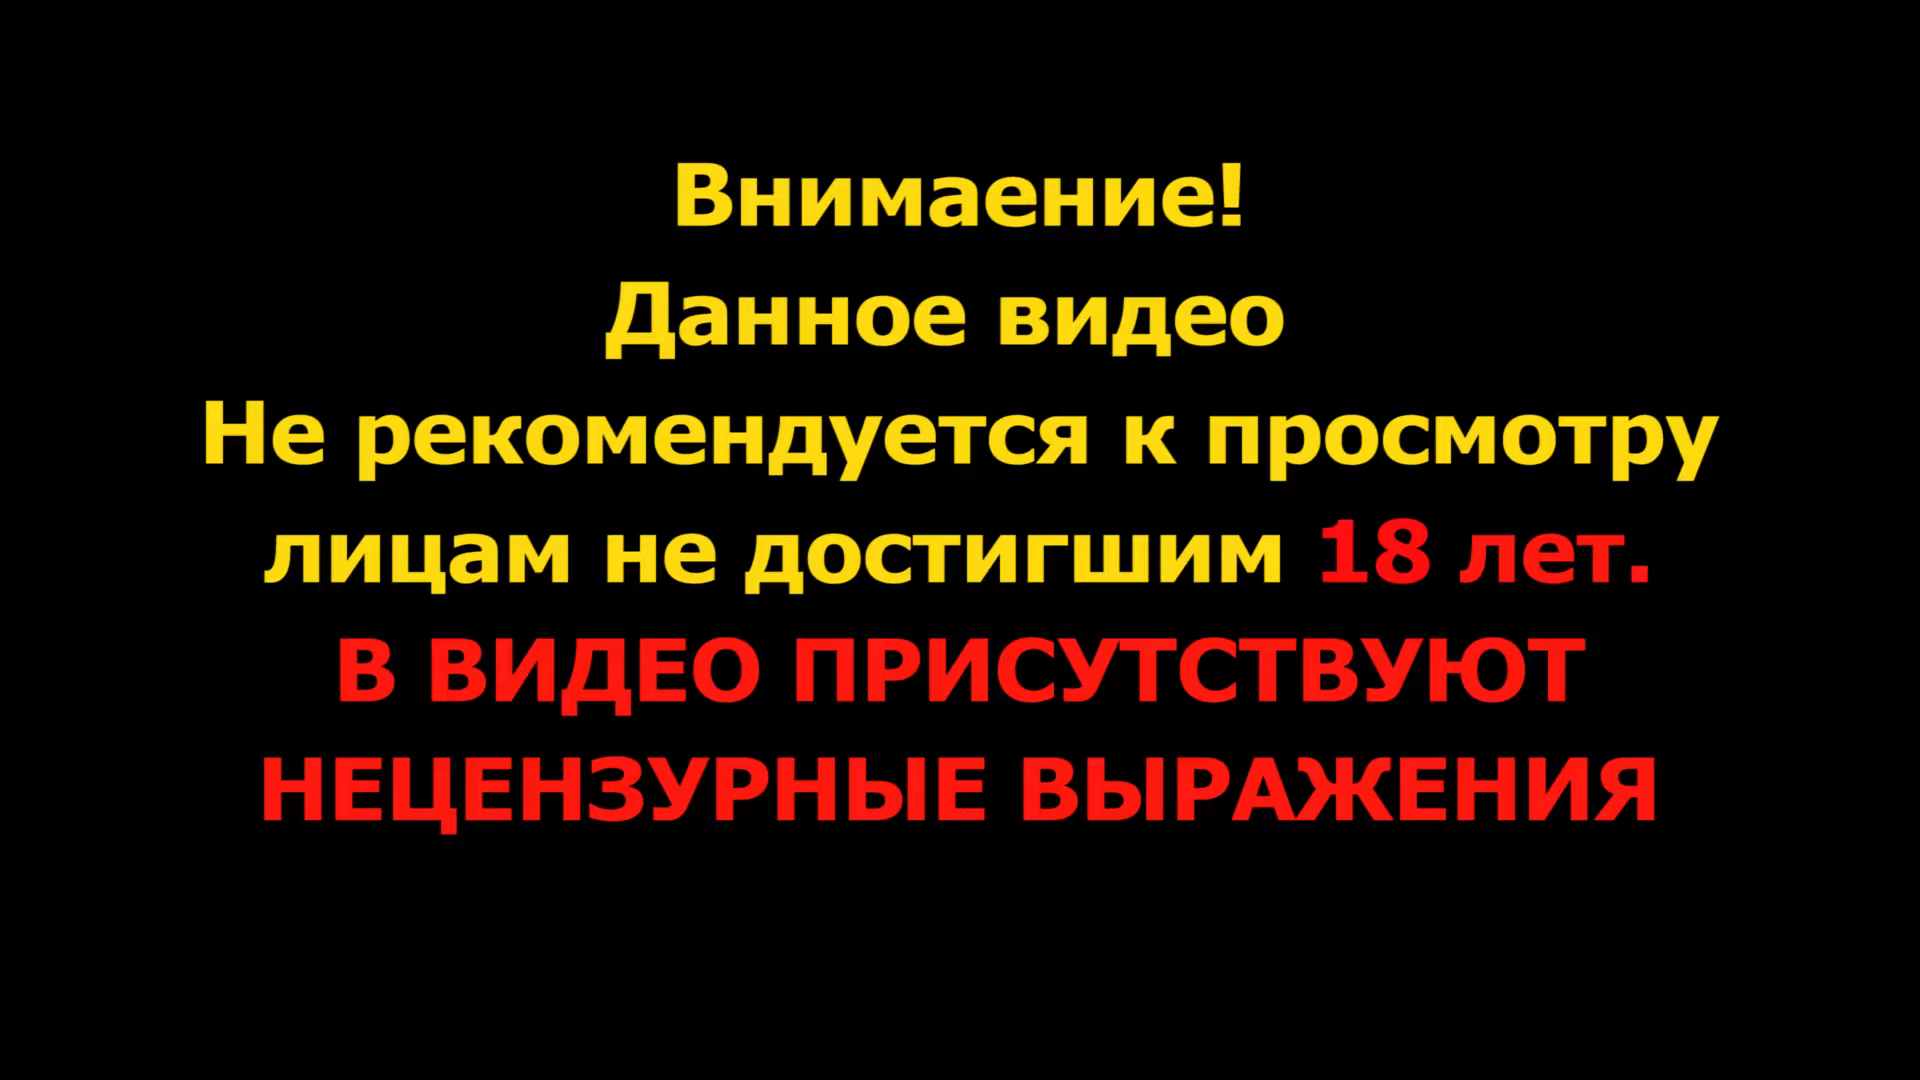 Внимаение!
Данное видео
Не рекомендуется к просмотру
лицам не достигшим 18 лет.
В ВИДЕО ПРИСУТСТВУЮТ
НЕЦЕНЗУРНЫЕ ВЫРАЖЕНИЯ